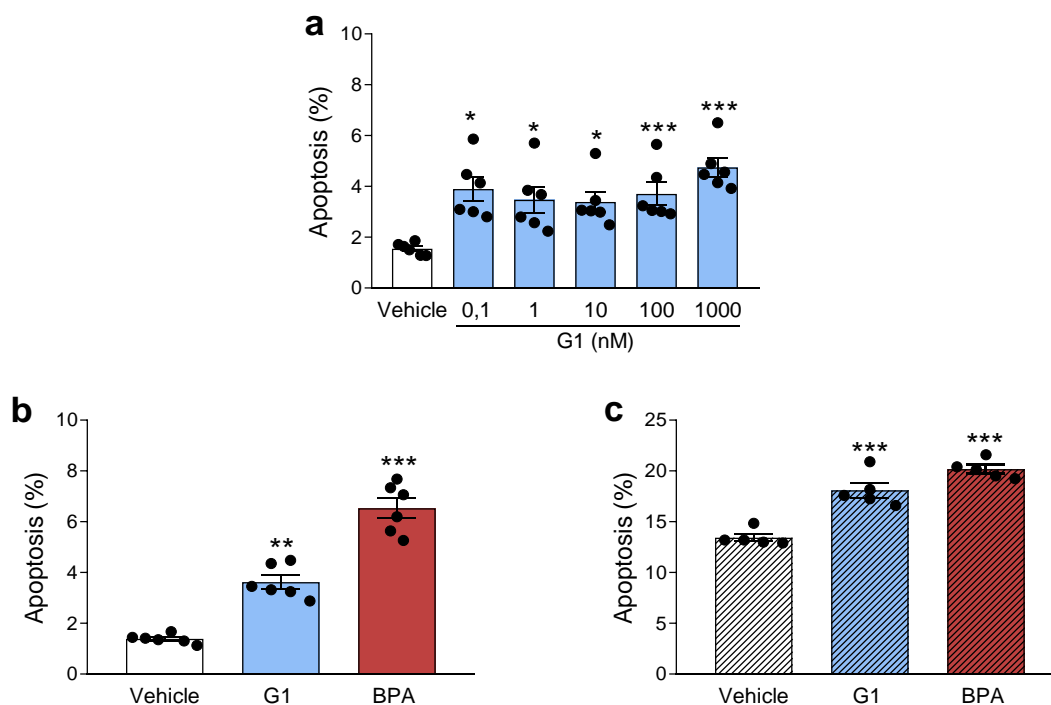 a
Apoptosis (%)
10
8
6
4
2
0
* * * *** ***
Vehicle 0,1 1 10 100 1000
G1 (nM)
b
Apoptosis (%)
10
8
6
4
2
0
** ***
Vehicle G1 BPA
c
Apoptosis (%)
25
20
15
10
5
0
*** ***
Vehicle G1 BPA